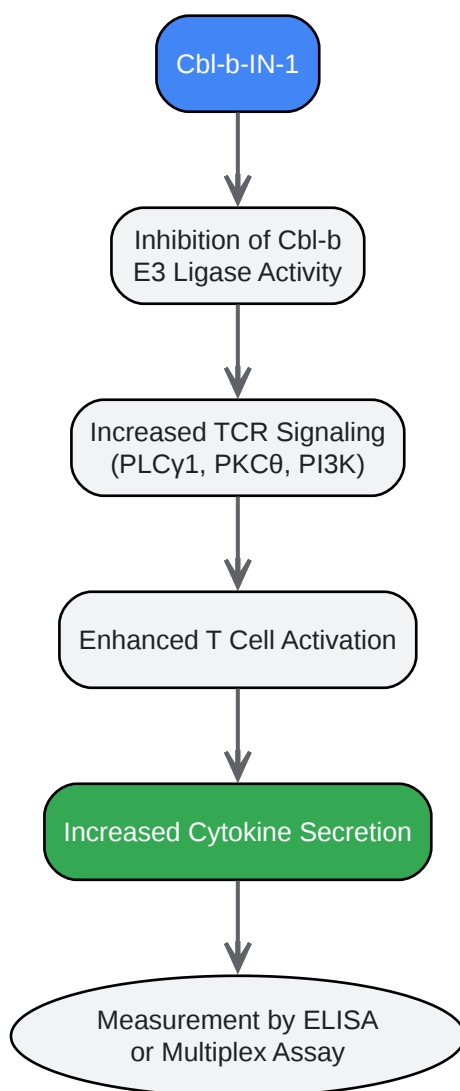 Cbl-b-IN-1
Inhibition of Cbl-b
E3 Ligase Activity
Increased TCR Signaling
(PLCγ1, PKCθ, PI3K)
Enhanced T Cell Activation
Increased Cytokine Secretion
Measurement by ELISA
or Multiplex Assay